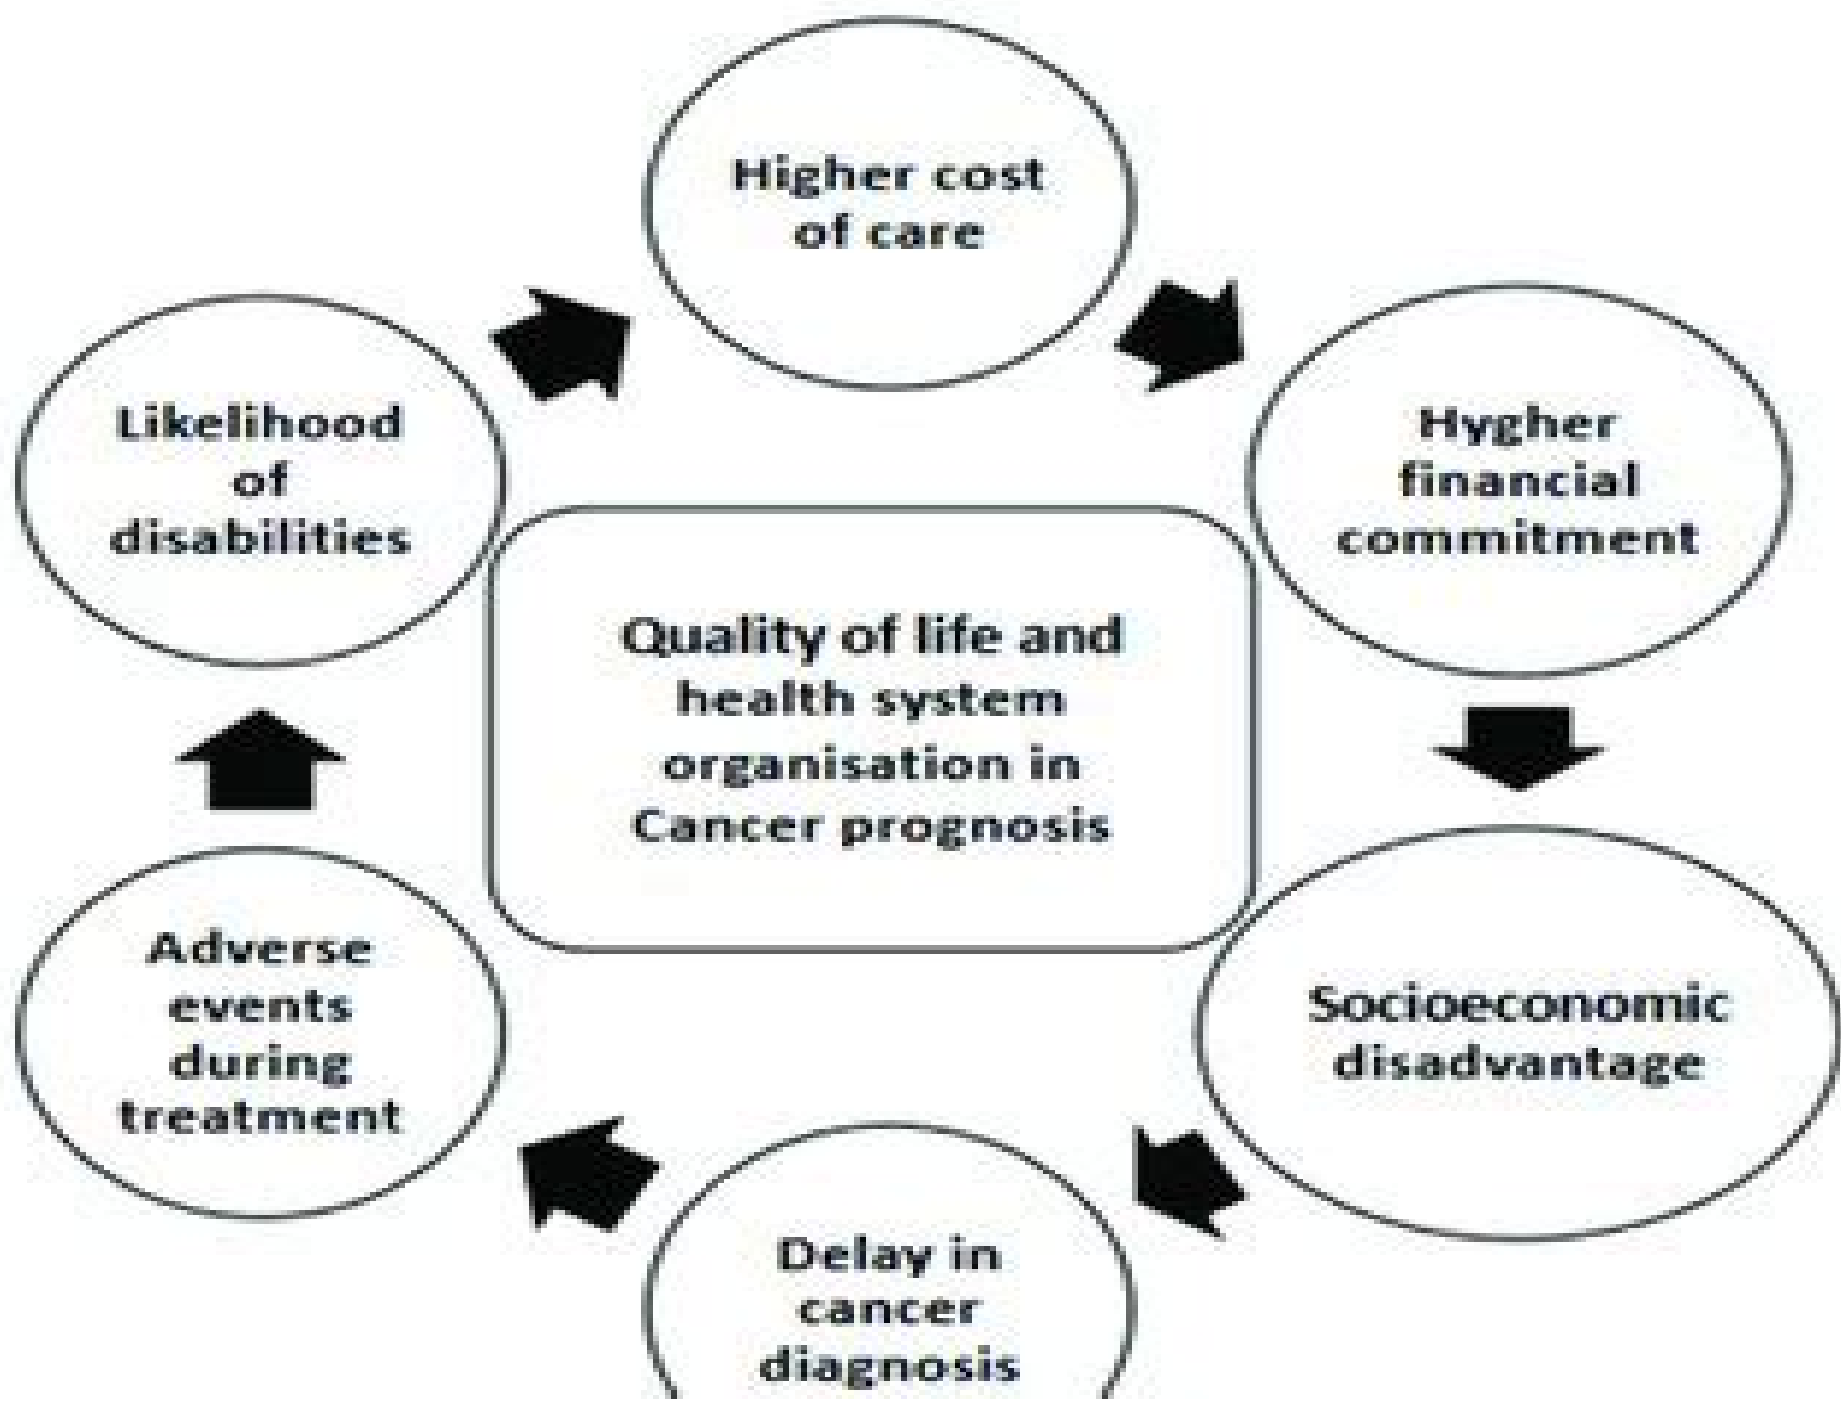 Higher cost
of care
Hygher
financial
commitment
Socioeconomic
disadvantage
Delay in
cancer
diagnosis
Adverse
events
during
treatment
Likelihood
of
disabilities
Quality of life and
health system
organisation in
Cancer prognosis